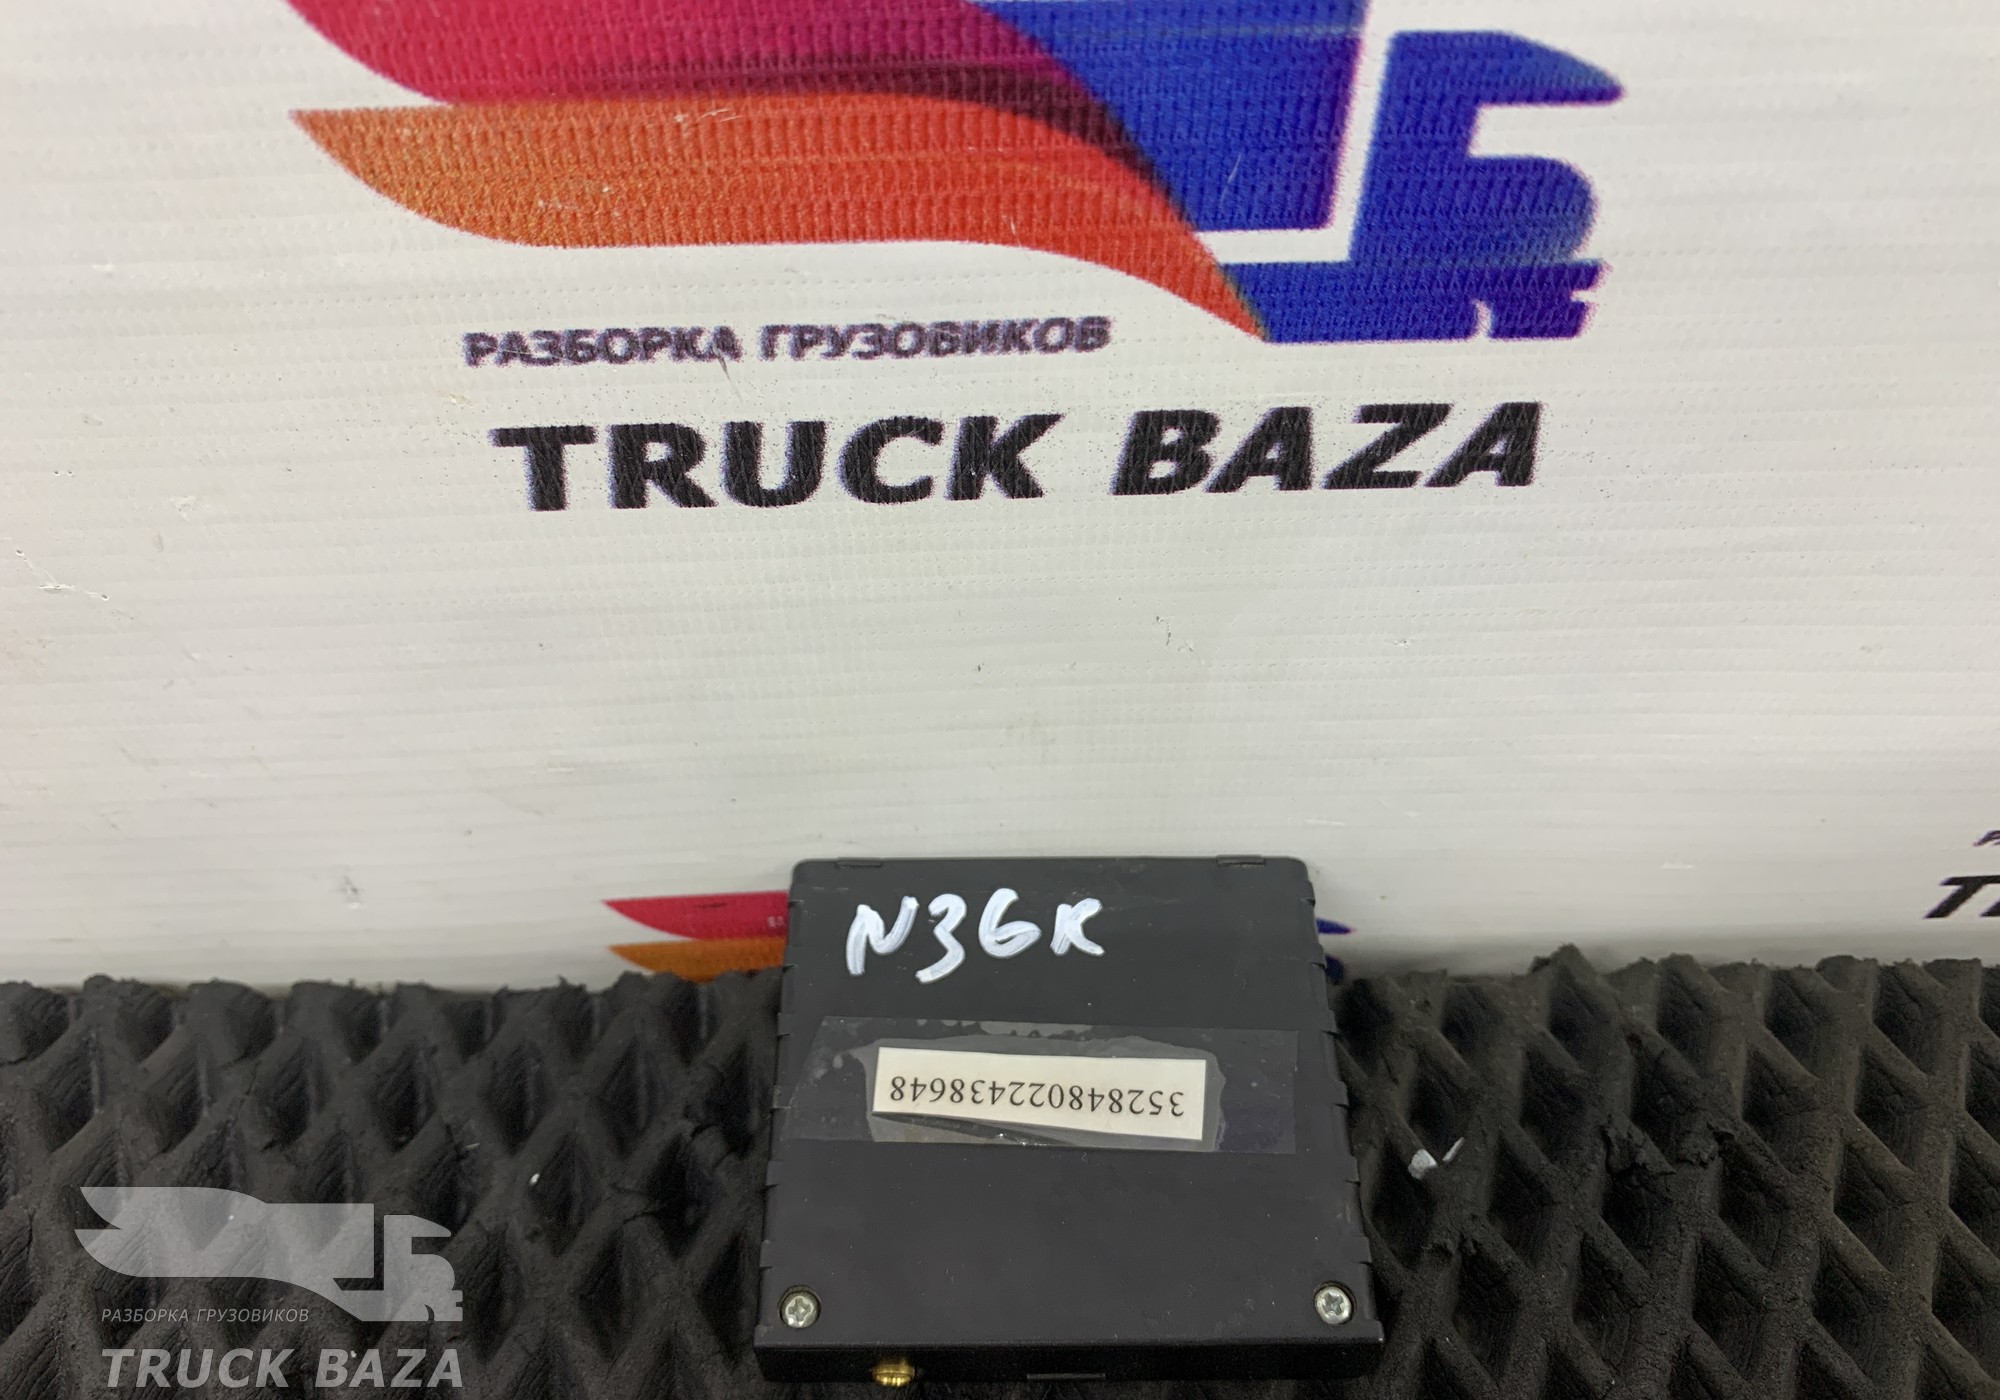 РАЗБОРКА ГРУЗОВИКОВ
TRUCK BAZA
N36K
352848022438648
РАЗБОРКА ГРУЗОВИКОВ
TRUCK BAZA